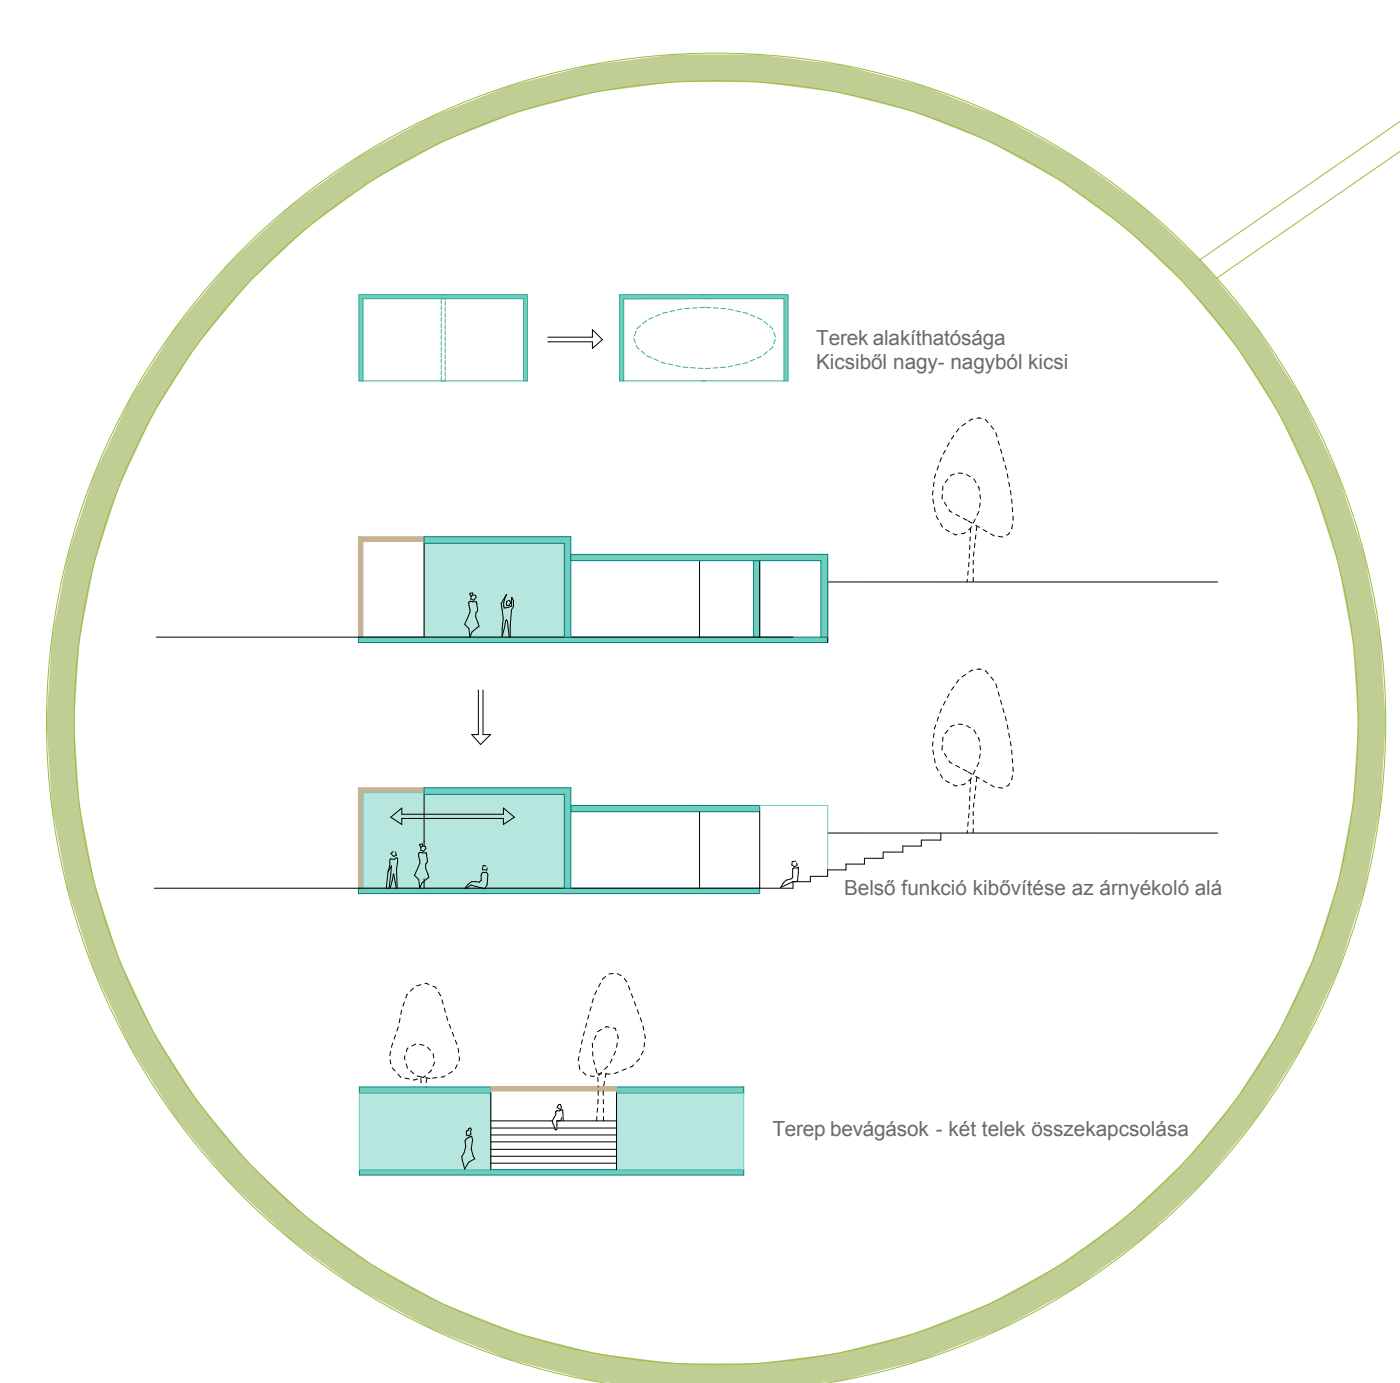 Terek alakíthatósága
Kicsiből nagy- nagyból kicsi
Belső funkció kibővítése az árnyékoló alá
Terep bevágások - két telek összekapcsolása